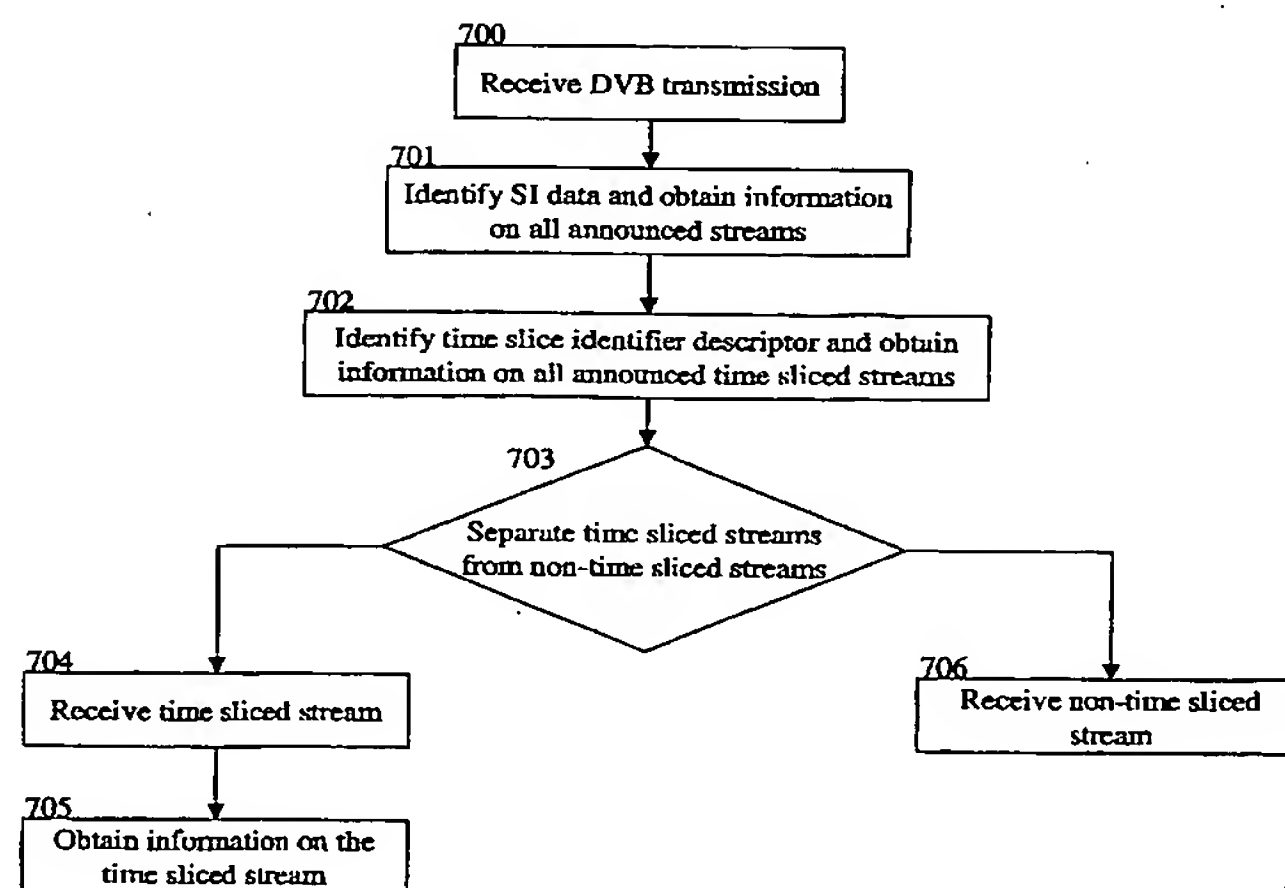 700
Receive DVB transmission
701
Identify SI data and obtain information
on all announced streams
702
Identify time slice identifier descriptor and obtain
information on all announced time sliced streams
703
Separate time sliced streams
from non-time sliced streams
704
Receive time sliced stream
706
Receive non-time sliced
stream
705
Obtain information on the
time sliced stream